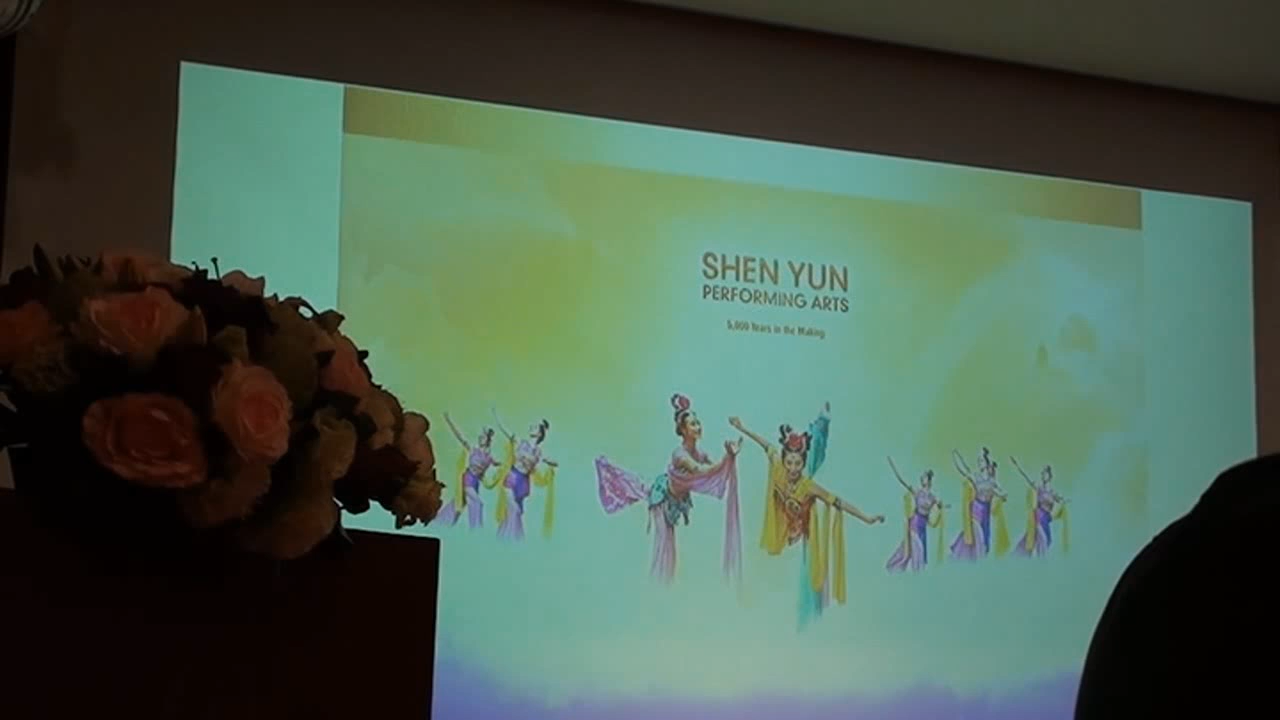 SHEN YUN
PERFORMING ARTS
5,000 Years in the Making